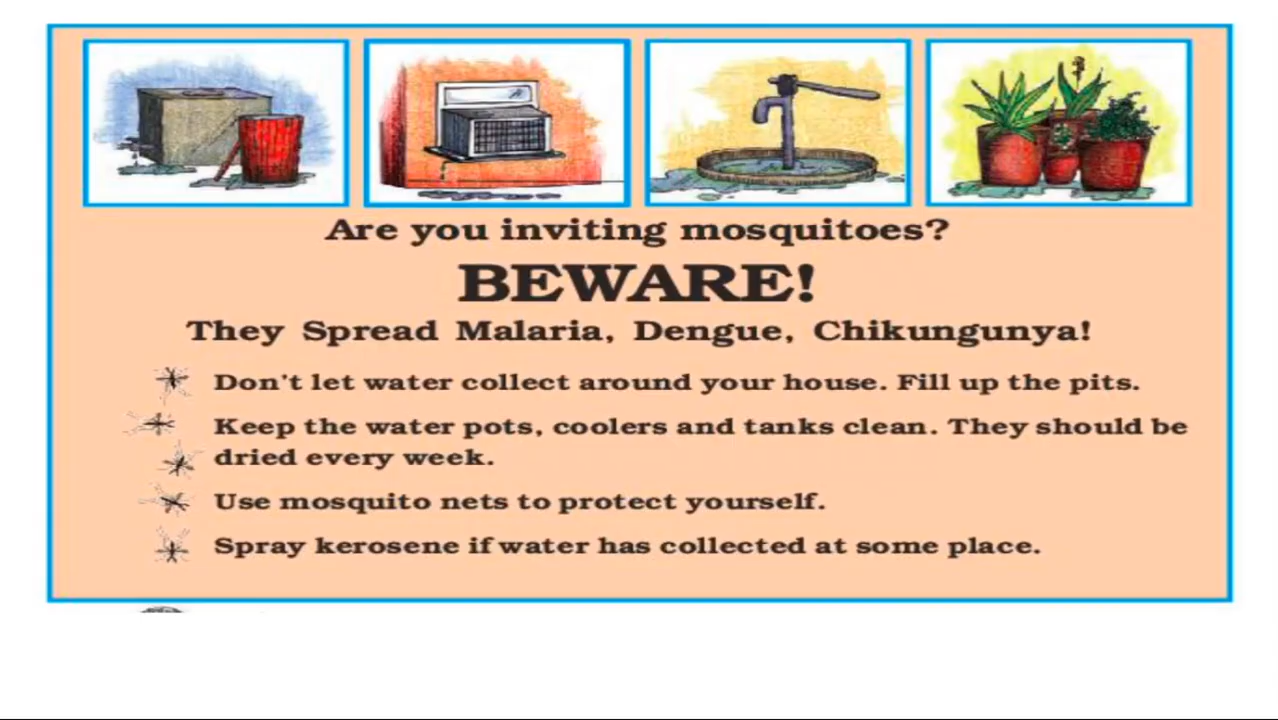 Are you inviting mosquitoes?
BEWARE!
They Spread Malaria, Dengue, Chikungunya!
Don't let water collect around your house. Fill up the pits.
Keep the water pots, coolers and tanks clean. They should be
dried every week.
Use mosquito nets to protect yourself.
Spray kerosene if water has collected at some place.